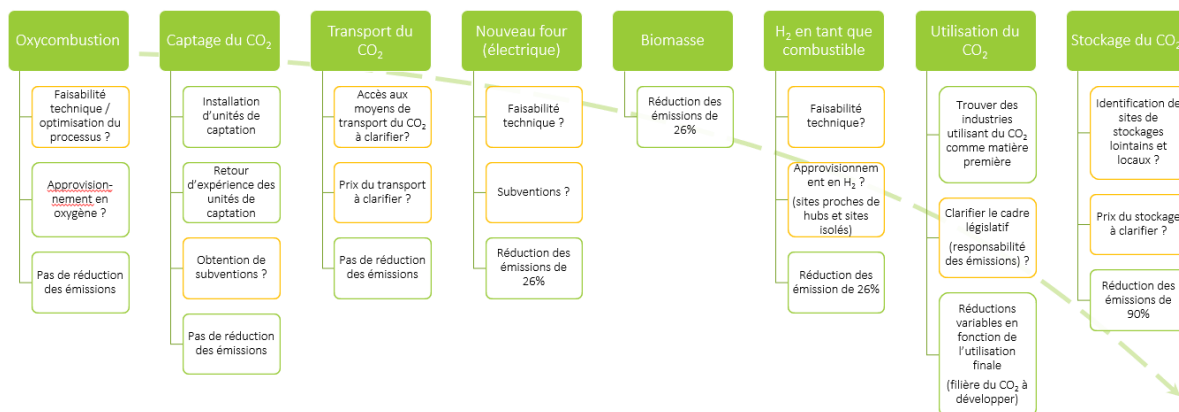 Oxycombustion
Faisabilité
technique /
optimisation du
processus ?
Approvision-
nement en
oxygène ?
Pas de réduction
des émissions
Captage du CO₂
Installation
d'unités de
captation
Retour
d'expérience des
unités de
captation
Obtention de
subventions ?
Pas de réduction
des émissions
Transport du
CO₂
Accès aux
moyens de
transport du CO₂
à clarifier?
Prix du transport
à clarifier ?
Pas de réduction
des émissions
Nouveau four
(électrique)
Faisabilité
technique ?
Subventions ?
Réduction des
émissions de
26%
Biomasse
Réduction des
émissions de
26%
H₂ en tant que
combustible
Faisabilité
technique?
Approvisionnem
ent en H₂ ?
(sites proches de
hubs et sites
isolés)
Réduction des
émission de 26%
Utilisation du
CO₂
Trouver des
industries
utilisant du CO₂
comme matière
première
Clarifier le cadre
législatif
(responsabilité
des émissions) ?
Réductions
variables en
fonction de
l'utilisation
finale
(filière du CO₂ à
développer)
Stockage du CO₂
Identification de
sites de
stockages
lointains et
locaux ?
Prix du stockage
à clarifier ?
Réduction des
émissions de
90%